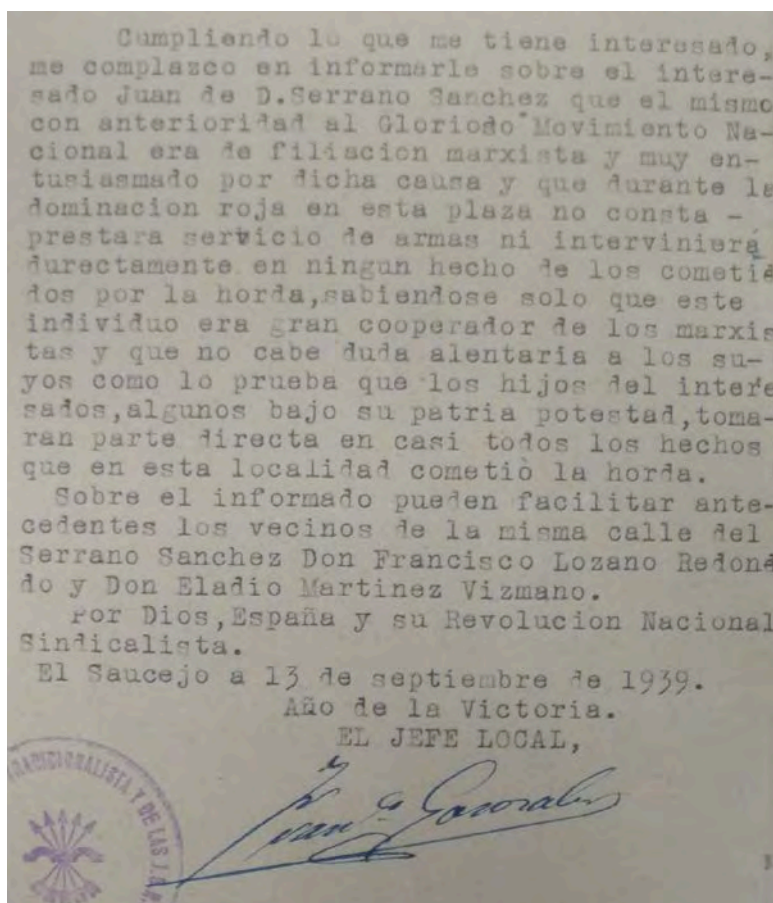 Cumpliendo lo que me tiene interesado,
me complazco en informarle sobre el intere-
sado Juan de D.Serrano Sanchez que el mismo
con anterioridad al Gloriodo Movimiento Na-
cional era de filiacion marxista y muy en-
tusiasmado por dicha causa y que durante la
dominacion roja en esta plaza no consta -
prestara servicio de armas ni interviniera
durectamente en ningun hecho de los cometid
dos por la horda,sabiendose solo que este
individuo era gran cooperador de los marxis
tas y que no cabe duda alentaria a los su-
yos como lo prueba que los hijos del intere
sados,algunos bajo su patria potestad,toma-
ran parte directa en casi todos los hechos
que en esta localidad cometiò la horda.
Sobre el informado pueden facilitar ante-
cedentes los vecinos de la misma calle del
Serrano Sanchez Don Francisco Lozano Redond
do y Don Eladio Martinez Vizmano.
Por Dios,España y su Revolucion Nacional
Sindicalista.
El Saucejo a 13 de septiembre de 1939.
Año de la Victoria.
EL JEFE LOCAL,
TRADICIONALISTA Y DE LAS J.